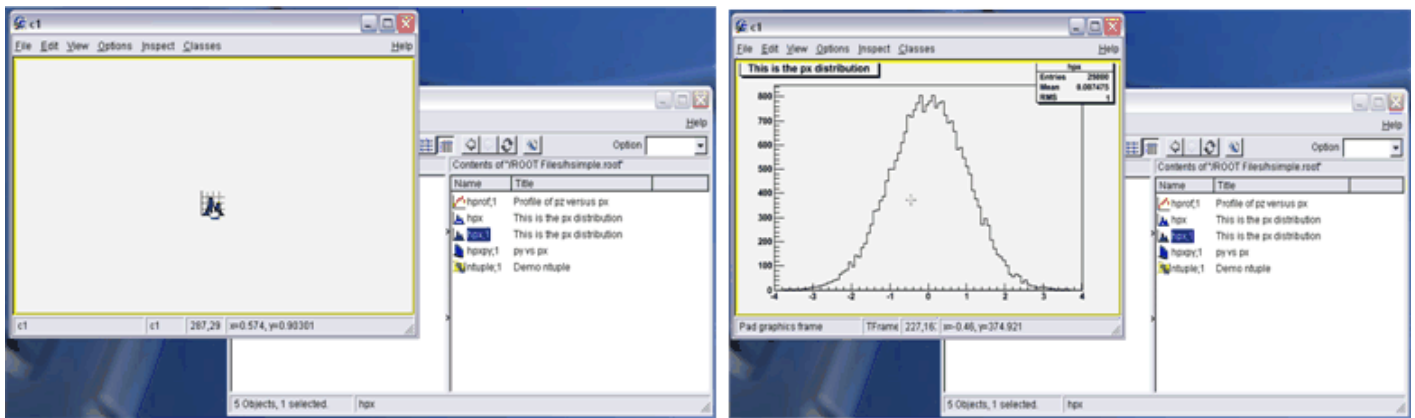 c1
File Edit View Options Inspect Classes Help
Help
Option
Contents of "/ROOT Files/hsimple.root"
Name Title
hprof;1 Profile of pz versus px
hpx This is the px distribution
hpx;1 This is the px distribution
hpxpy;1 py vs px
ntuple;1 Demo ntuple
c1 c1 287,29 x=0.574, y=0.90301
5 Objects, 1 selected. hpx
c1
File Edit View Options Inspect Classes Help
This is the px distribution
hpx
Entries 25000
Mean 0.007475
RMS 1
800
700
600
500
400
300
200
100
0
-4 -3 -2 -1 0 1 2 3 4
Pad graphics frame TFrame 227,16 x=-0.46, y=374.921
Help
Option
Contents of "/ROOT Files/hsimple.root"
Name Title
hprof;1 Profile of pz versus px
hpx This is the px distribution
hpx;1 This is the px distribution
hpxpy;1 py vs px
ntuple;1 Demo ntuple
5 Objects, 1 selected. hpx